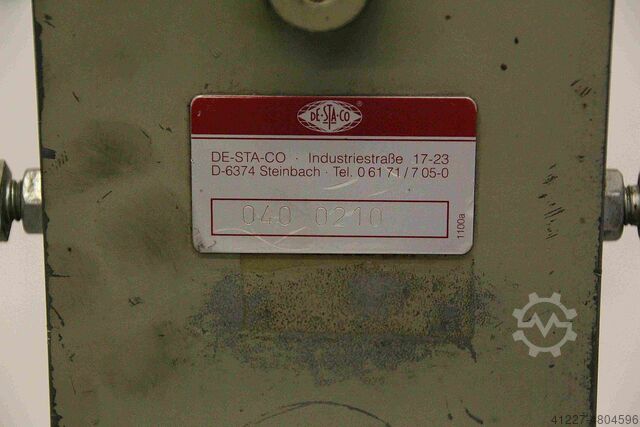 DE-STA-CO ®
DE-STA-CO · Industriestraße 17-23
D-6374 Steinbach · Tel. 0 61 71 / 7 05-0
040 0210
1100a
41227-4804596